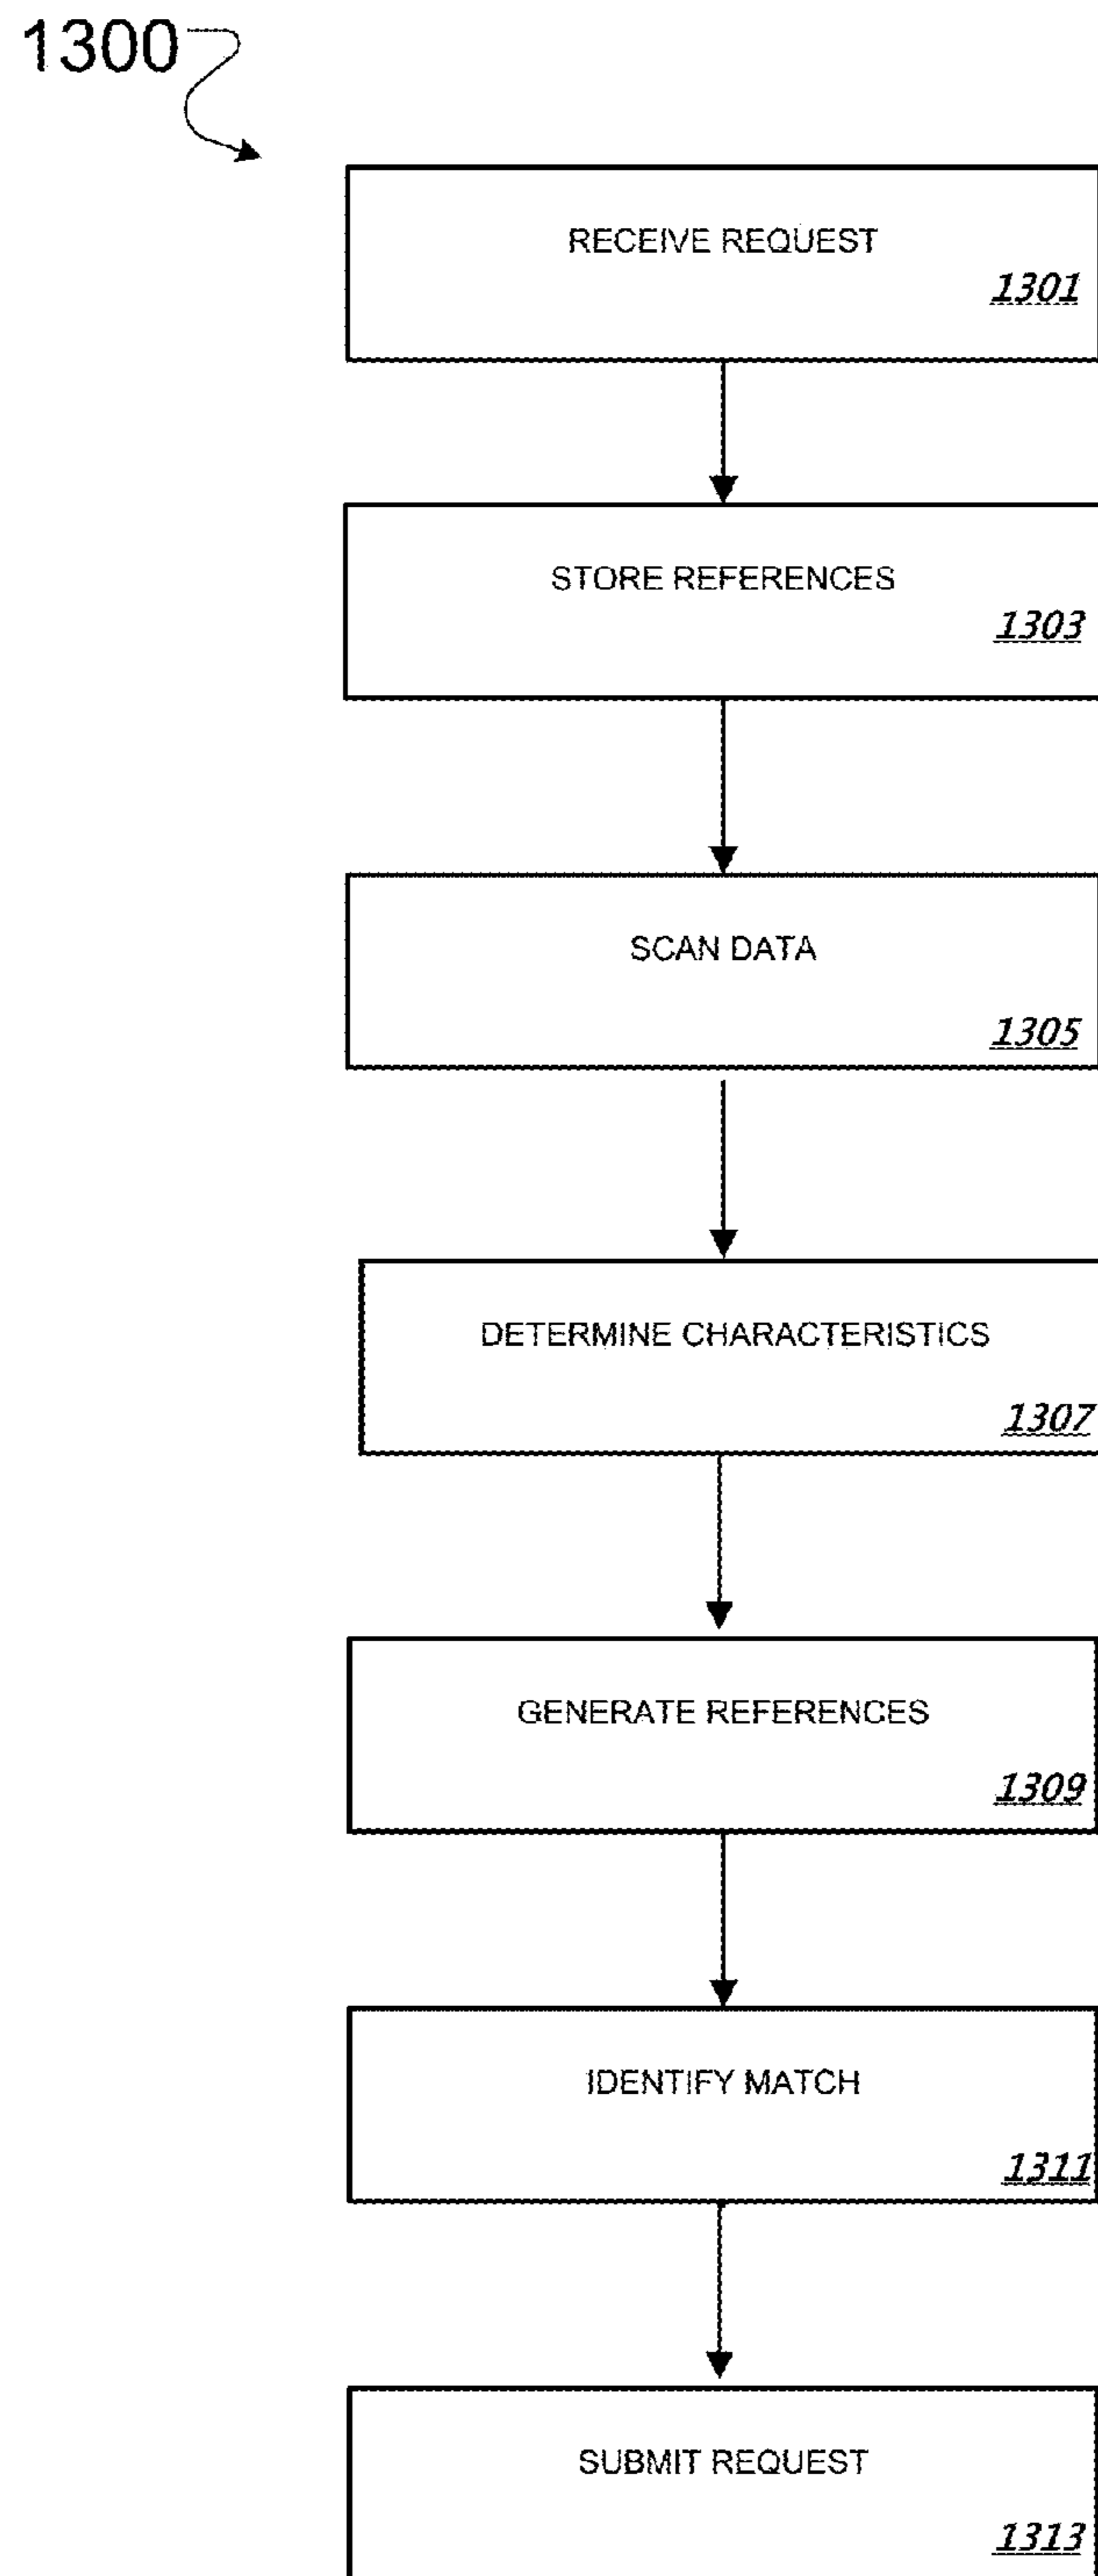 1300
RECEIVE REQUEST
1301
STORE REFERENCES
1303
SCAN DATA
1305
DETERMINE CHARACTERISTICS
1307
GENERATE REFERENCES
1309
IDENTIFY MATCH
1311
SUBMIT REQUEST
1313